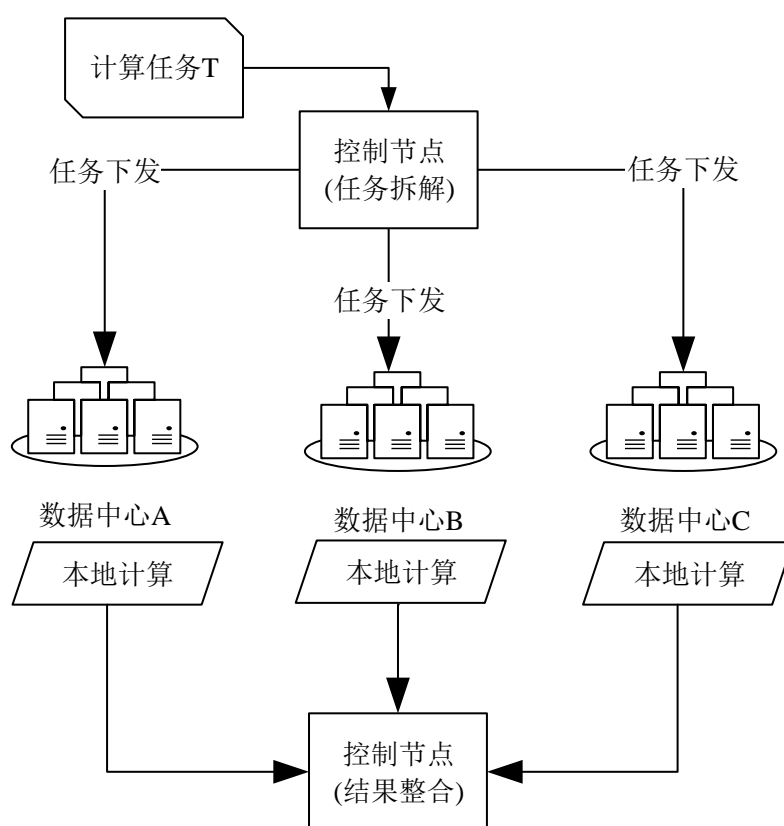 计算任务T
控制节点
(任务拆解)
任务下发
任务下发
任务下发
数据中心A
数据中心B
数据中心C
本地计算
本地计算
本地计算
控制节点
(结果整合)